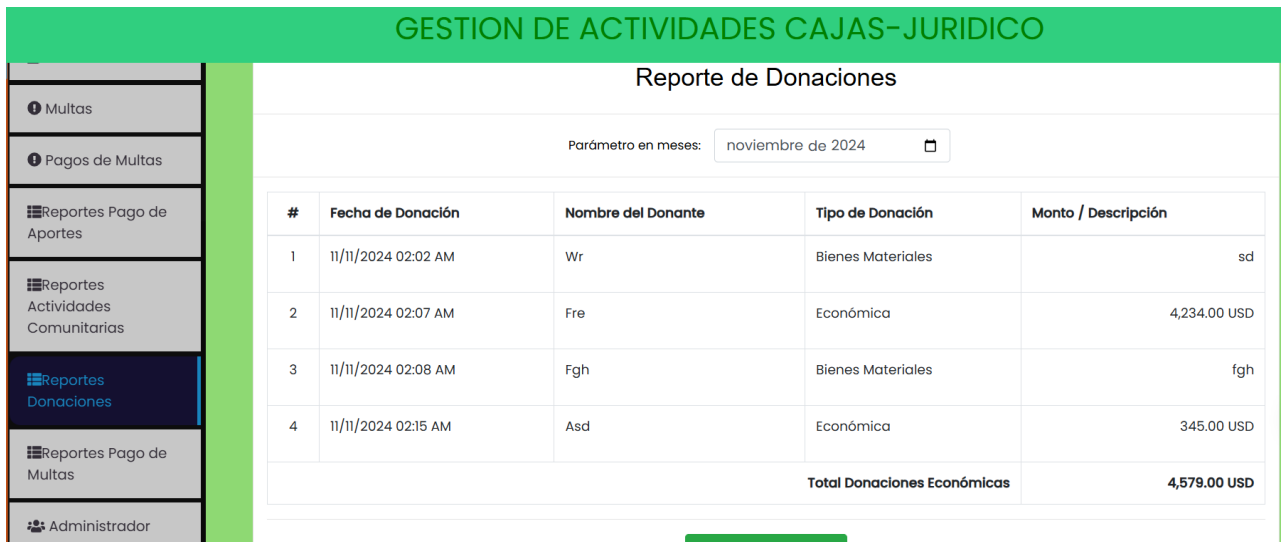 GESTION DE ACTIVIDADES CAJAS-JURIDICO
Multas
Pagos de Multas
Reportes Pago de
Aportes
Reportes
Actividades
Comunitarias
Reportes
Donaciones
Reportes Pago de
Multas
Administrador
Reporte de Donaciones
Parámetro en meses: noviembre de 2024
# Fecha de Donación Nombre del Donante Tipo de Donación Monto / Descripción
1 11/11/2024 02:02 AM Wr Bienes Materiales sd
2 11/11/2024 02:07 AM Fre Económica 4,234.00 USD
3 11/11/2024 02:08 AM Fgh Bienes Materiales fgh
4 11/11/2024 02:15 AM Asd Económica 345.00 USD
Total Donaciones Económicas 4,579.00 USD